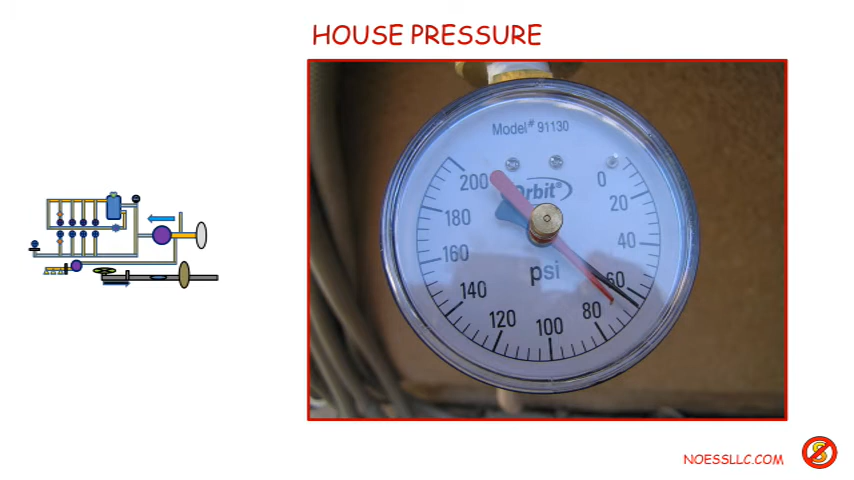 HOUSE PRESSURE
Model# 91130
Orbit®
200
0
180
20
160
40
psi
140
60
120
80
100
NOESSLLC.COM
S